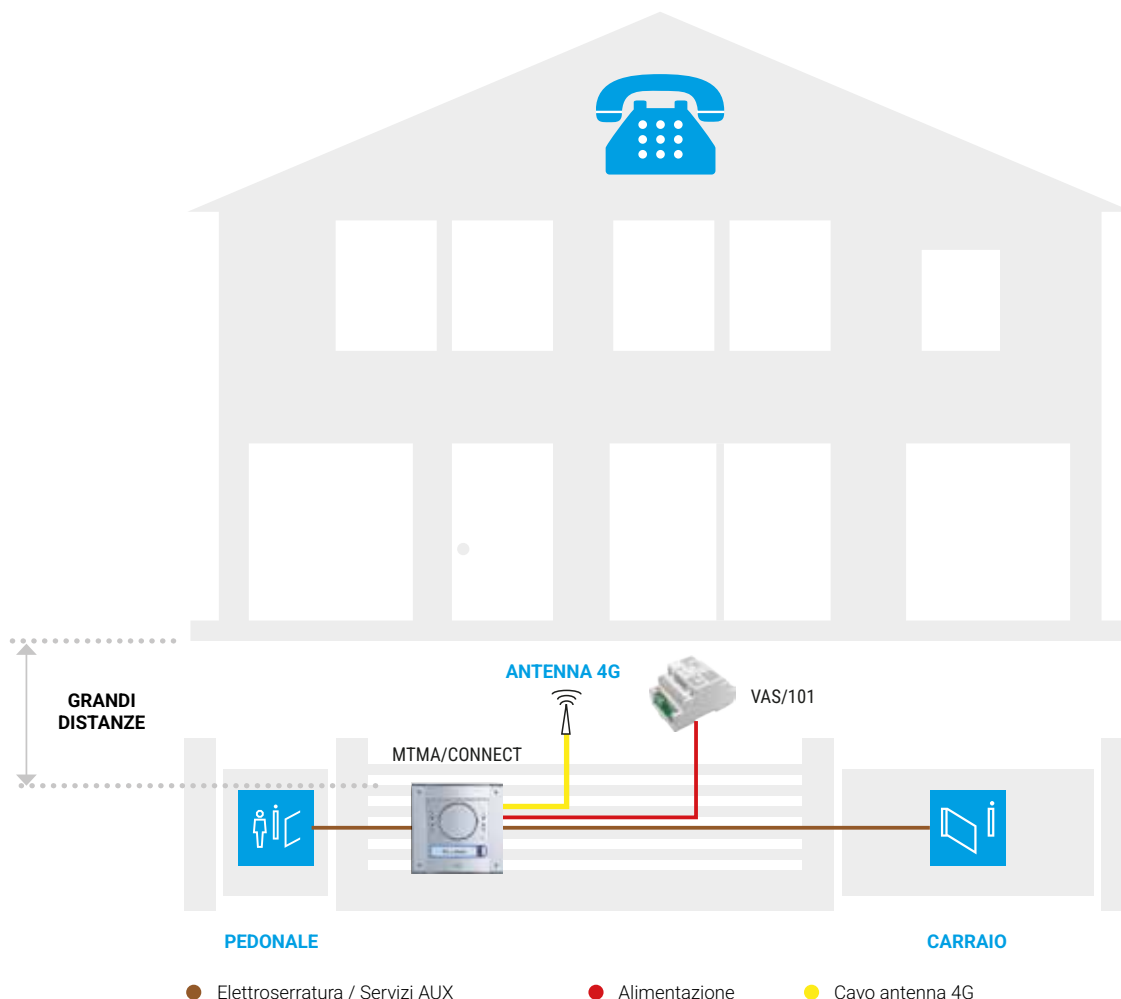 ANTENNA 4G
VAS/101
GRANDI
DISTANZE
MTMA/CONNECT
PEDONALE
CARRAIO
Elettroserratura / Servizi AUX
Alimentazione
Cavo antenna 4G